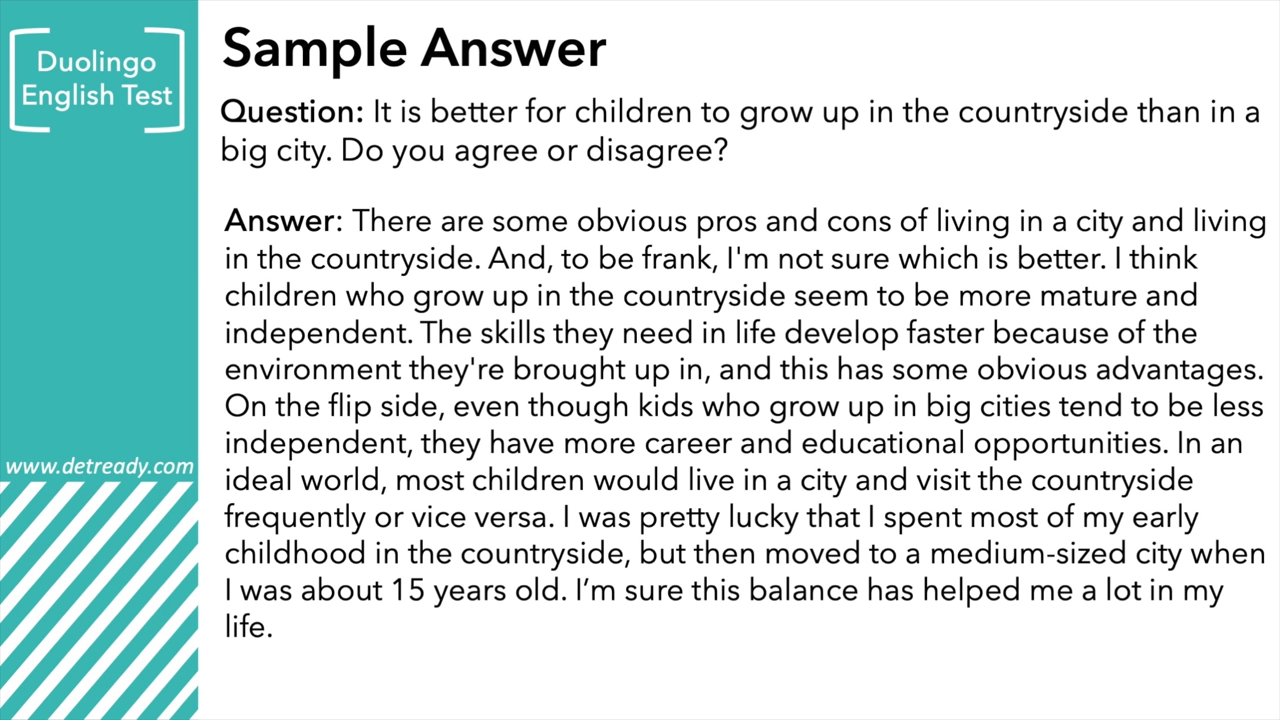 Duolingo
English Test
www.detready.com
Sample Answer
Question: It is better for children to grow up in the countryside than in a
big city. Do you agree or disagree?
Answer: There are some obvious pros and cons of living in a city and living
in the countryside. And, to be frank, I'm not sure which is better. I think
children who grow up in the countryside seem to be more mature and
independent. The skills they need in life develop faster because of the
environment they're brought up in, and this has some obvious advantages.
On the flip side, even though kids who grow up in big cities tend to be less
independent, they have more career and educational opportunities. In an
ideal world, most children would live in a city and visit the countryside
frequently or vice versa. I was pretty lucky that I spent most of my early
childhood in the countryside, but then moved to a medium-sized city when
I was about 15 years old. I’m sure this balance has helped me a lot in my
life.